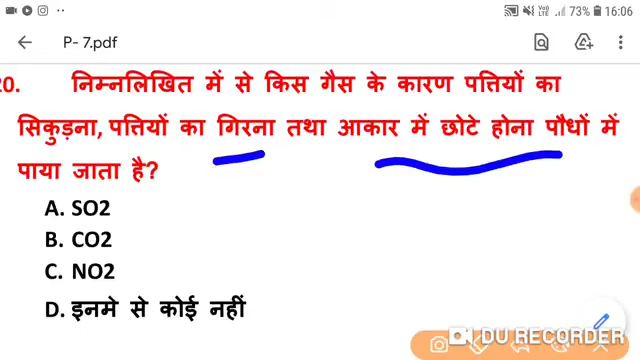 73% 16:06
P- 7.pdf
20. निम्नलिखित में से किस गैस के कारण पत्तियों का
सिकुड़ना, पत्तियों का गिरना तथा आकार में छोटे होना पौधों में
पाया जाता है?
A. SO2
B. CO2
C. NO2
D. इनमे से कोई नहीं
DU RECORDER